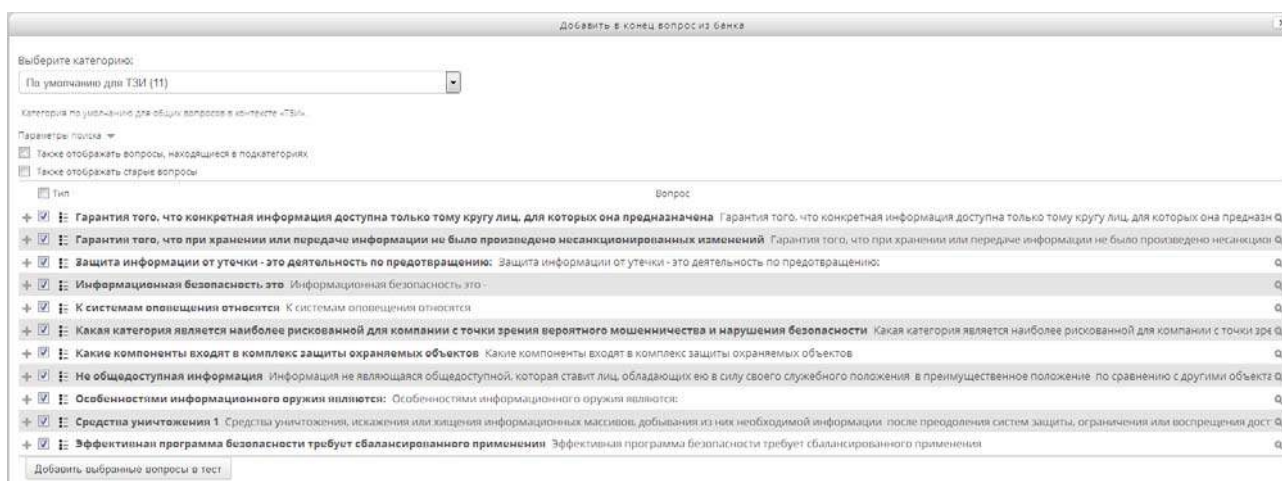 Добавить в конец вопрос из банка
Выберите категорию:
По умолчанию для ТЗИ (11)
Категория по умолчанию для общих вопросов в контексте «ТЗИ».
Параметры поиска
Также отображать вопросы, находящиеся в подкатегориях
Также отображать старые вопросы
Тип Вопрос
Гарантия того, что конкретная информация доступна только тому кругу лиц, для которых она предназначена Гарантия того, что конкретная информация доступна только тому кругу лиц, для которых она предназн
Гарантия того, что при хранении или передаче информации не было произведено несанкционированных изменений Гарантия того, что при хранении или передаче информации не было произведено несанкцион
Защита информации от утечки - это деятельность по предотвращению: Защита информации от утечки - это деятельность по предотвращению:
Информационная безопасность это Информационная безопасность это -
К системам оповещения относятся К системам оповещения относятся
Какая категория является наиболее рискованной для компании с точки зрения вероятного мошенничества и нарушения безопасности Какая категория является наиболее рискованной для компании с точки зре
Какие компоненты входят в комплекс защиты охраняемых объектов Какие компоненты входят в комплекс защиты охраняемых объектов
Не общедоступная информация Информация не являющаяся общедоступной, которая ставит лиц, обладающих ею в силу своего служебного положения в преимущественное положение по сравнению с другими объекта
Особенностями информационного оружия являются: Особенностями информационного оружия являются:
Средства уничтожения 1 Средства уничтожения, искажения или хищения информационных массивов, добывания из них необходимой информации после преодоления систем защиты, ограничения или воспрещения дост
Эффективная программа безопасности требует сбалансированного применения Эффективная программа безопасности требует сбалансированного применения
Добавить выбранные вопросы в тест